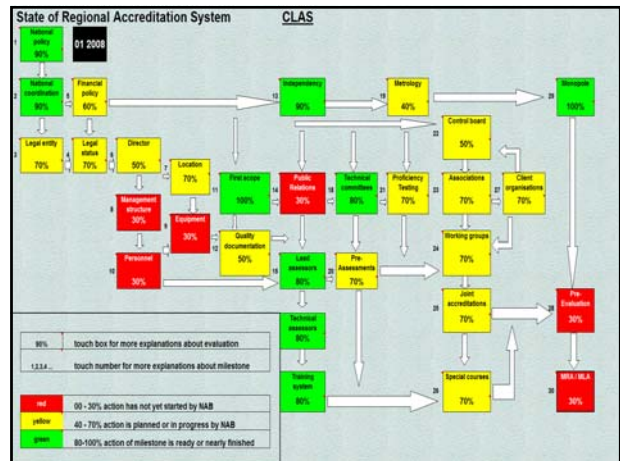 State of Regional Accreditation System CLAS
1
National policy
90%
01 2008
2
National coordination
90%
5
Financial policy
60%
13
Independency
90%
19
Metrology
40%
29
Monopole
100%
22
Control board
50%
3
Legal entity
70%
4
Legal status
70%
6
Director
50%
7
Location
70%
11
First scope
100%
14
Public Relations
30%
18
Technical committees
80%
21
Proficiency Testing
70%
23
Associations
70%
27
Client organisations
70%
8
Management structure
30%
9
Equipment
30%
12
Quality documentation
50%
10
Personnel
30%
Lead assessors
80%
20
Pre-Assessments
70%
24
Working groups
70%
25
Joint accreditations
70%
Pre-Evaluation
30%
Technical assessors
80%
Training system
80%
26
Special courses
70%
30
MRA / MLA
30%
90% touch box for more explanations about evaluation
1,2,3,4 ... touch number for more explanations about milestone
red 00 - 30% action has not yet started by NAB
yellow 40 - 70% action is planned or in progress by NAB
green 80-100% action of milestone is ready or nearly finished